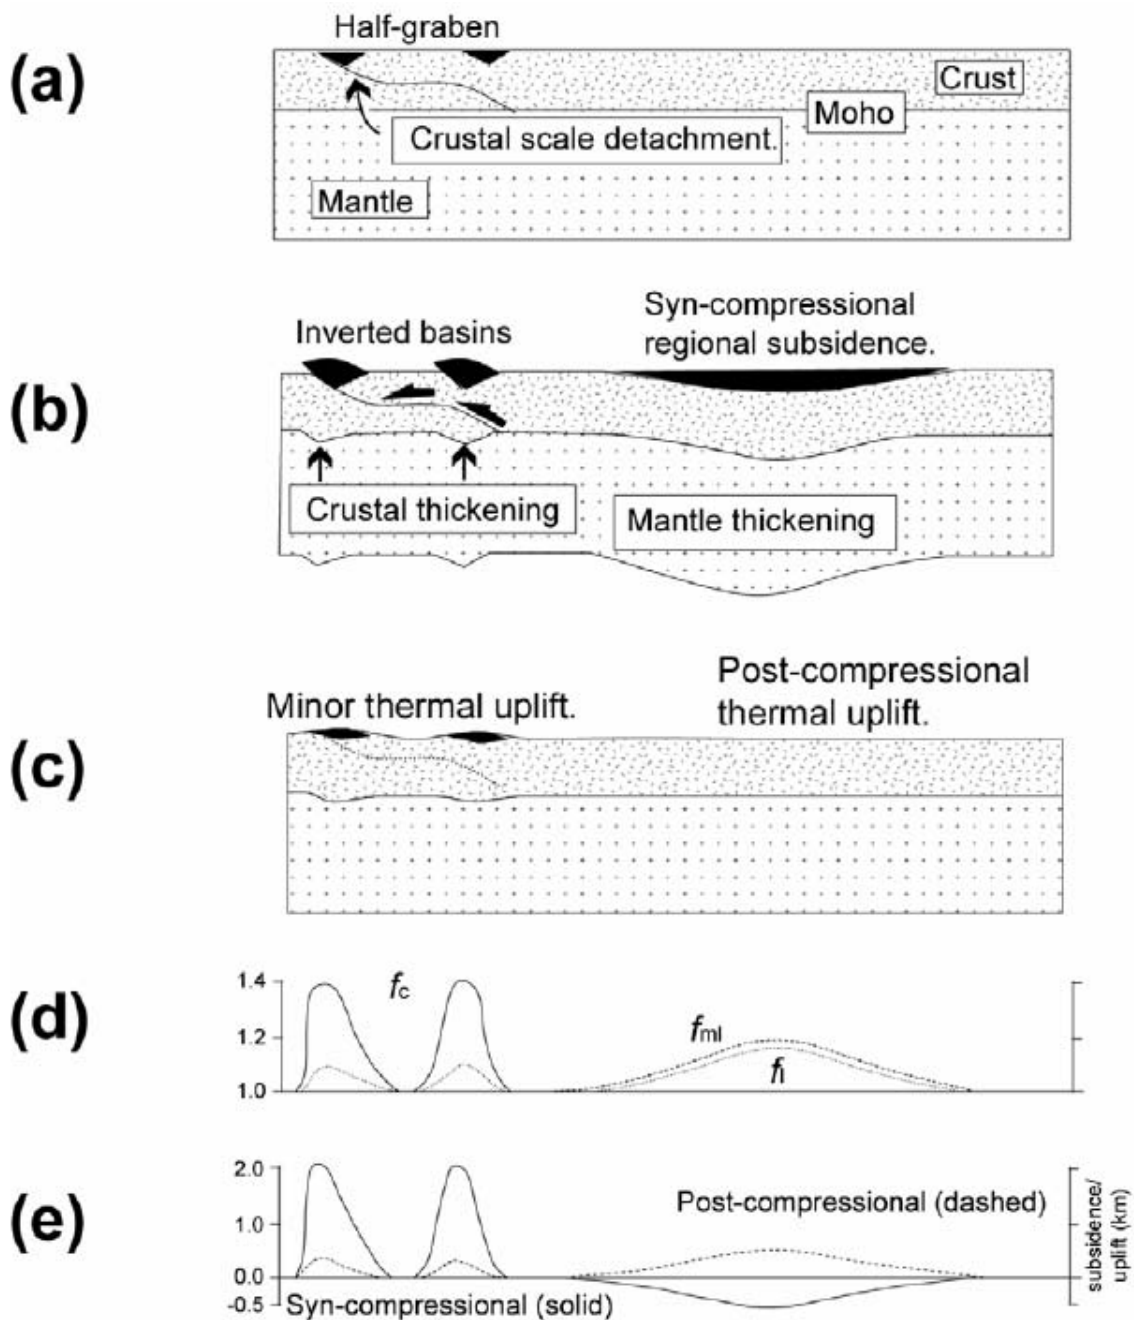 (a)
Half-graben
Crust
Moho
Crustal scale detachment.
Mantle
(b)
Inverted basins
Syn-compressional
regional subsidence.
Crustal thickening
Mantle thickening
(c)
Minor thermal uplift.
Post-compressional
thermal uplift.
(d)
1.4
1.2
1.0
fc
fml
fl
(e)
2.0
1.0
0.0
-0.5
Post-compressional (dashed)
Syn-compressional (solid)
subsidence/
uplift (km)